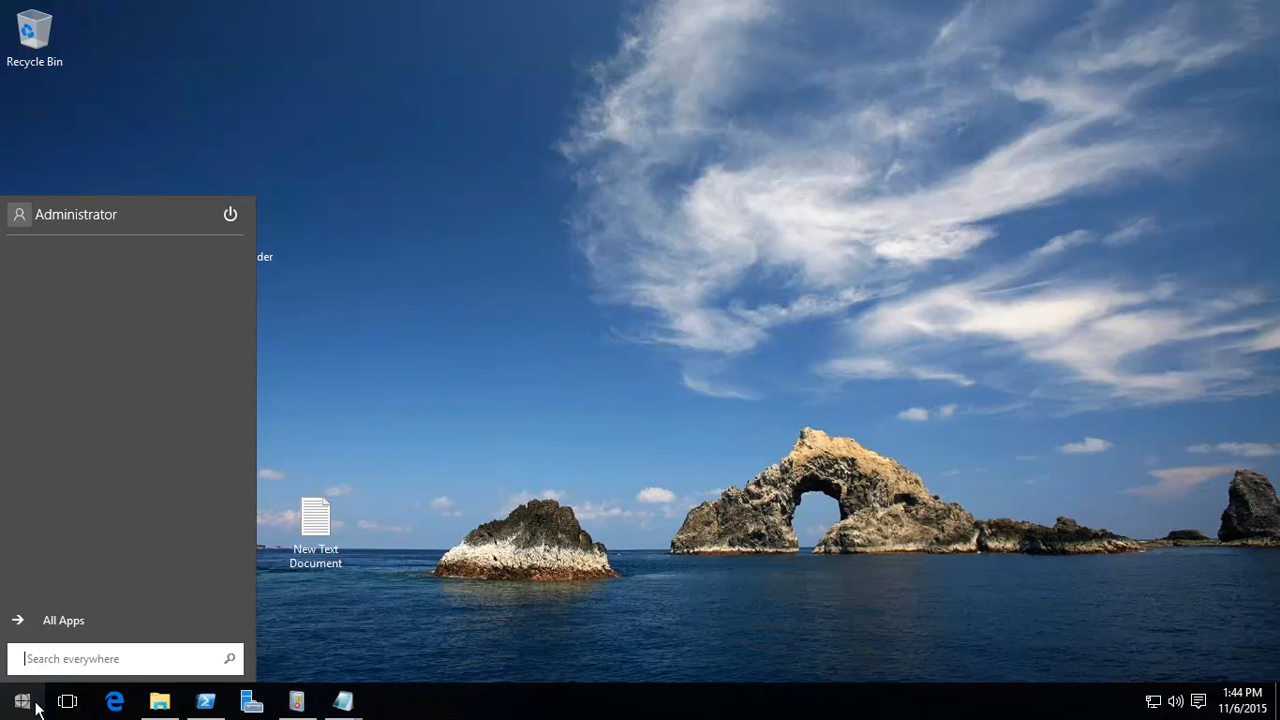 Recycle Bin
Administrator
der
New Text
Document
All Apps
Search everywhere
1:44 PM
11/6/2015